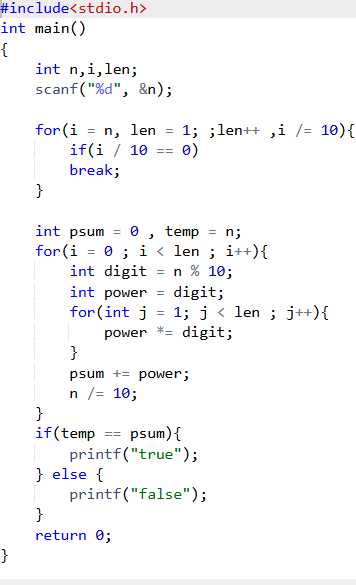 #include<stdio.h>
int main()
{
    int n,i,len;
    scanf("%d", &n);

    for(i = n, len = 1; ;len++ ,i /= 10){
        if(i / 10 == 0)
        break;
    }

    int psum = 0 , temp = n;
    for(i = 0 ; i < len ; i++){
        int digit = n % 10;
        int power = digit;
        for(int j = 1; j < len ; j++){
            power *= digit;
        }
        psum += power;
        n /= 10;
    }
    if(temp == psum){
        printf("true");
    } else {
        printf("false");
    }
    return 0;
}